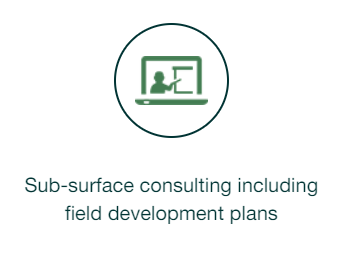 Sub-surface consulting including
field development plans